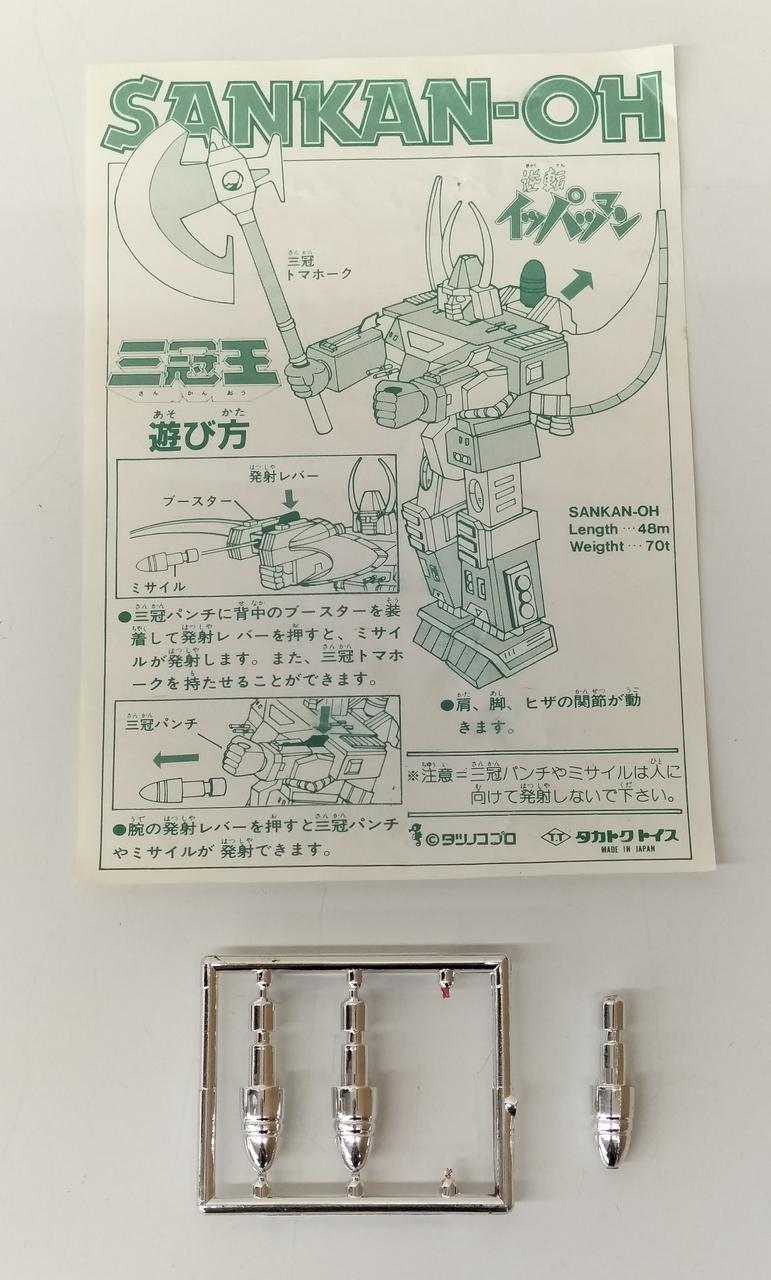 SANKAN-OH
逆転
イッパツマン
三冠
トマホーク
三冠王
さんかんおう
遊び方
発射レバー
ブースター
ミサイル
SANKAN-OH
Length … 48m
Weigtht … 70t
●三冠パンチに背中のブースターを装
着して発射レバーを押すと、ミサイ
ルが発射します。また、三冠トマホ
ークを持たせることができます。
●肩、脚、ヒザの関節が動
きます。
三冠パンチ
※注意=三冠パンチやミサイルは人に
向けて発射しないで下さい。
●腕の発射レバーを押すと三冠パンチ
やミサイルが発射できます。
©タツノコプロ
T.T タカトクトイス
MADE IN JAPAN